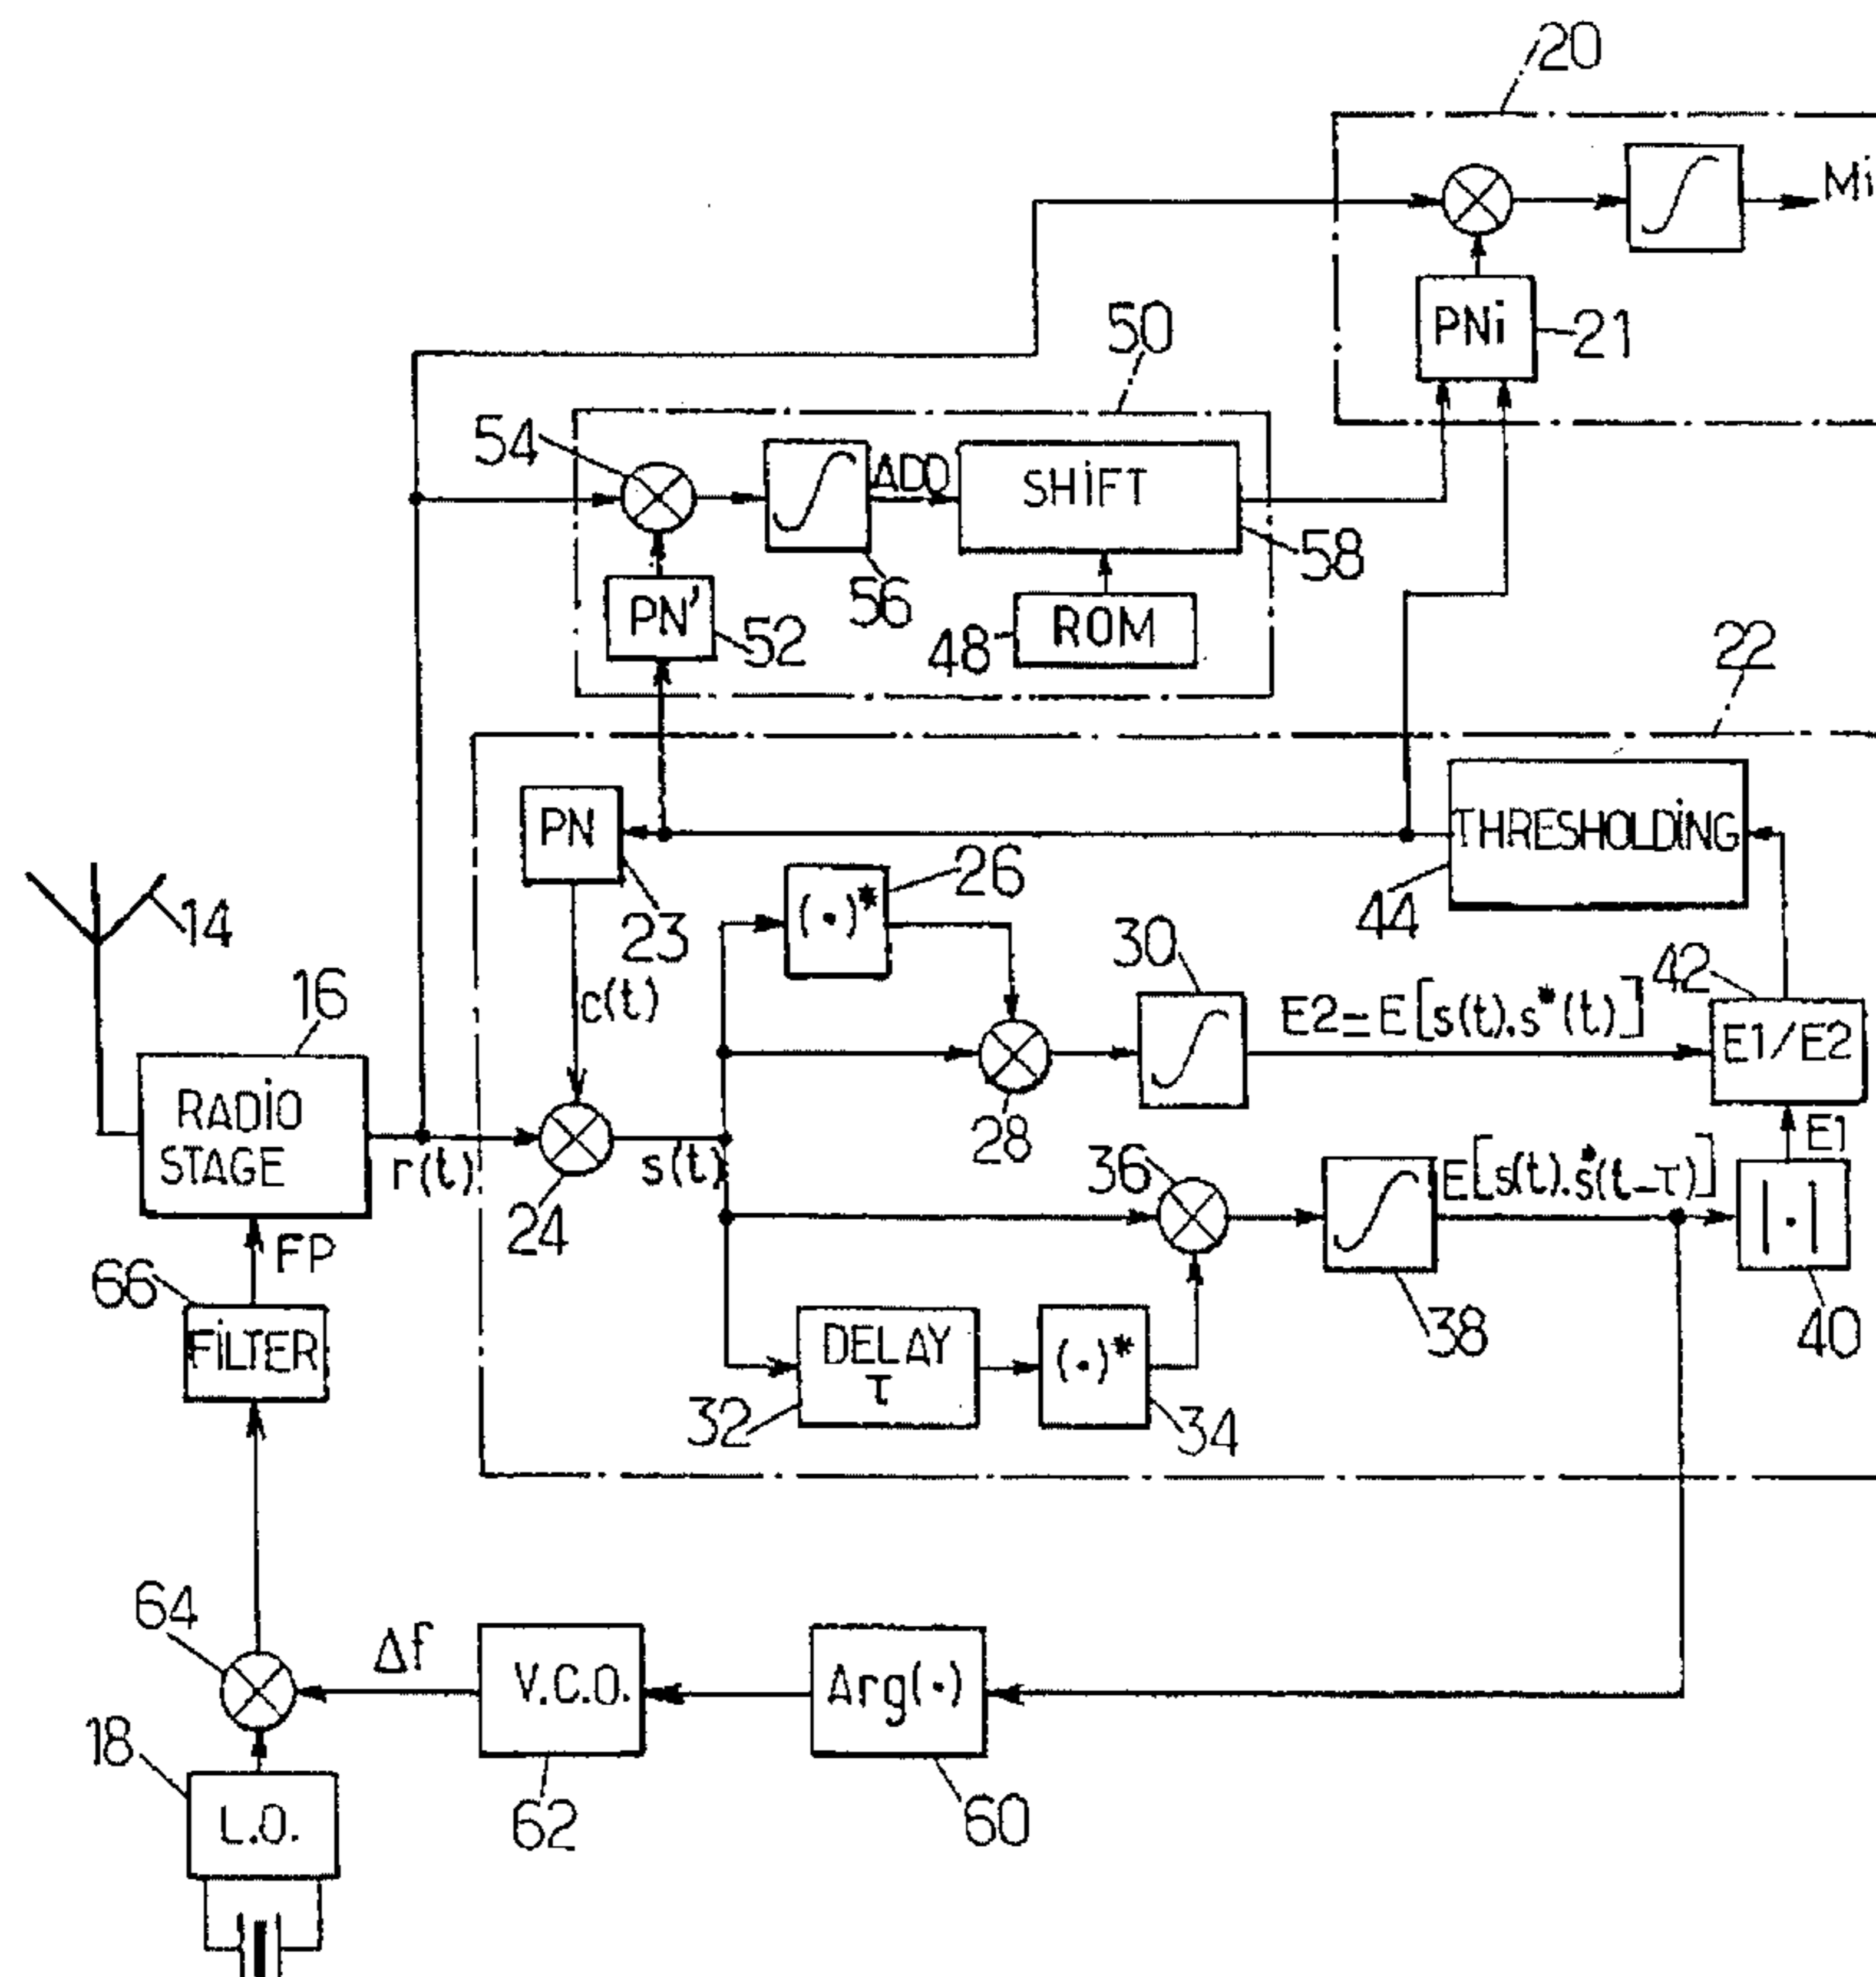 20
Mi
PNi
21
50
54
ADD
SHiFT
58
56
PN'
52
48
ROM
22
PN
THRESHOLDiNG
26
(•)*
44
14
23
30
42
16
c(t)
E2=E[s(t).s*(t)]
E1/E2
RADiO
STAGE
28
E1
r(t)
s(t)
36
E[s(t).s*(t-τ)]
|•|
24
FP
66
38
40
FiLTER
DELAY
τ
(•)*
32
34
64
Δf
V.C.O.
Arg(•)
18
L.O.
62
60